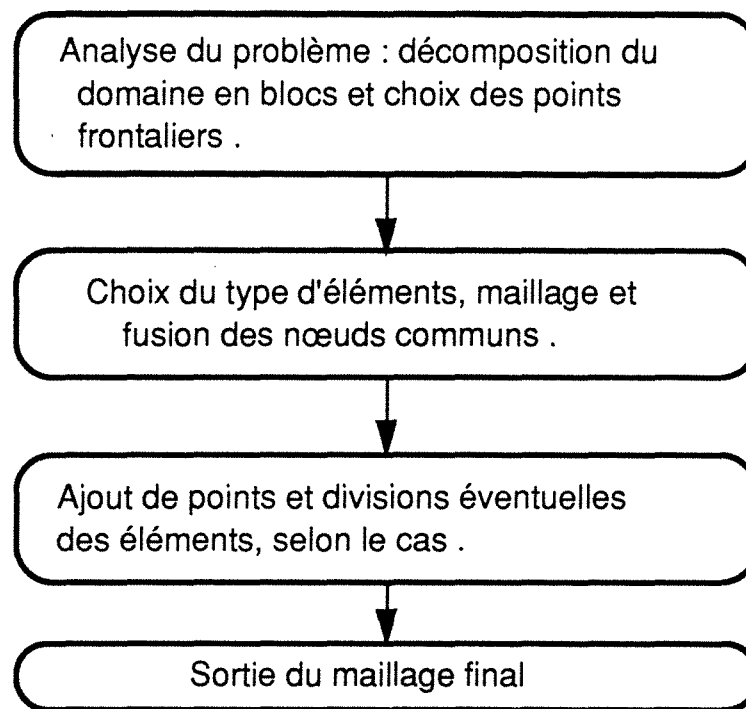 Analyse du problème : décomposition du
domaine en blocs et choix des points
frontaliers .
Choix du type d'éléments, maillage et
fusion des nœuds communs .
Ajout de points et divisions éventuelles
des éléments, selon le cas .
Sortie du maillage final